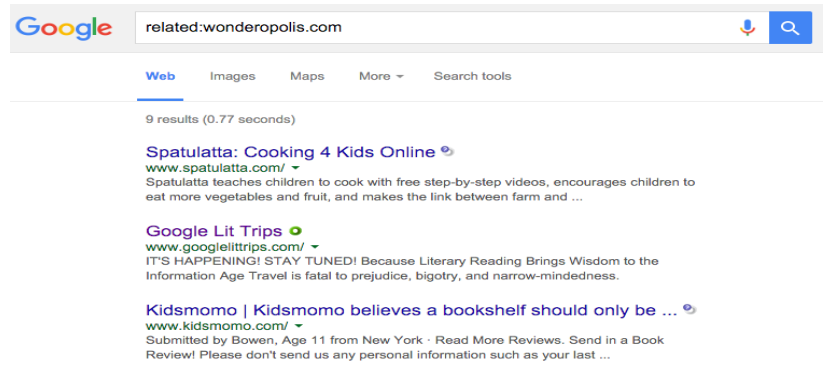 Google related:wonderopolis.com
Web Images Maps More Search tools
9 results (0.77 seconds)
Spatulatta: Cooking 4 Kids Online
www.spatulatta.com/
Spatulatta teaches children to cook with free step-by-step videos, encourages children to
eat more vegetables and fruit, and makes the link between farm and ...
Google Lit Trips
www.googlelittrips.com/
IT'S HAPPENING! STAY TUNED! Because Literary Reading Brings Wisdom to the
Information Age Travel is fatal to prejudice, bigotry, and narrow-mindedness.
Kidsmomo | Kidsmomo believes a bookshelf should only be ...
www.kidsmomo.com/
Submitted by Bowen, Age 11 from New York · Read More Reviews. Send in a Book
Review! Please don't send us any personal information such as your last ...